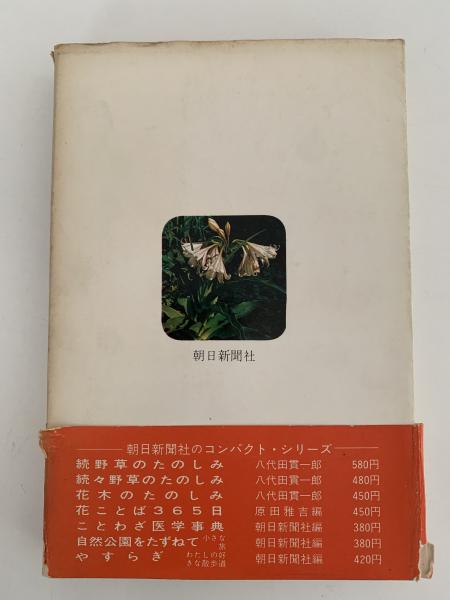 朝日新聞社
朝日新聞社のコンパクト・シリーズ
続野草のたのしみ 八代田貫一郎 580円
続々野草のたのしみ 八代田貫一郎 480円
花木のたのしみ 八代田貫一郎 450円
花ことば365日 原田雅吉編 450円
ことわざ医学事典 朝日新聞社編 380円
自然公園をたずねて 小さな旅 朝日新聞社編 380円
やすらぎ わたしの好きな散歩道 朝日新聞社編 420円